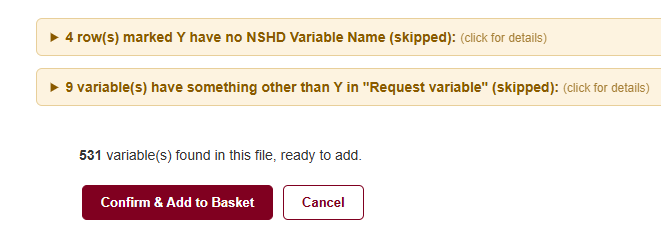 ▶ 4 row(s) marked Y have no NSHD Variable Name (skipped): (click for details)
▶ 9 variable(s) have something other than Y in "Request variable" (skipped): (click for details)
531 variable(s) found in this file, ready to add.
Confirm & Add to Basket Cancel